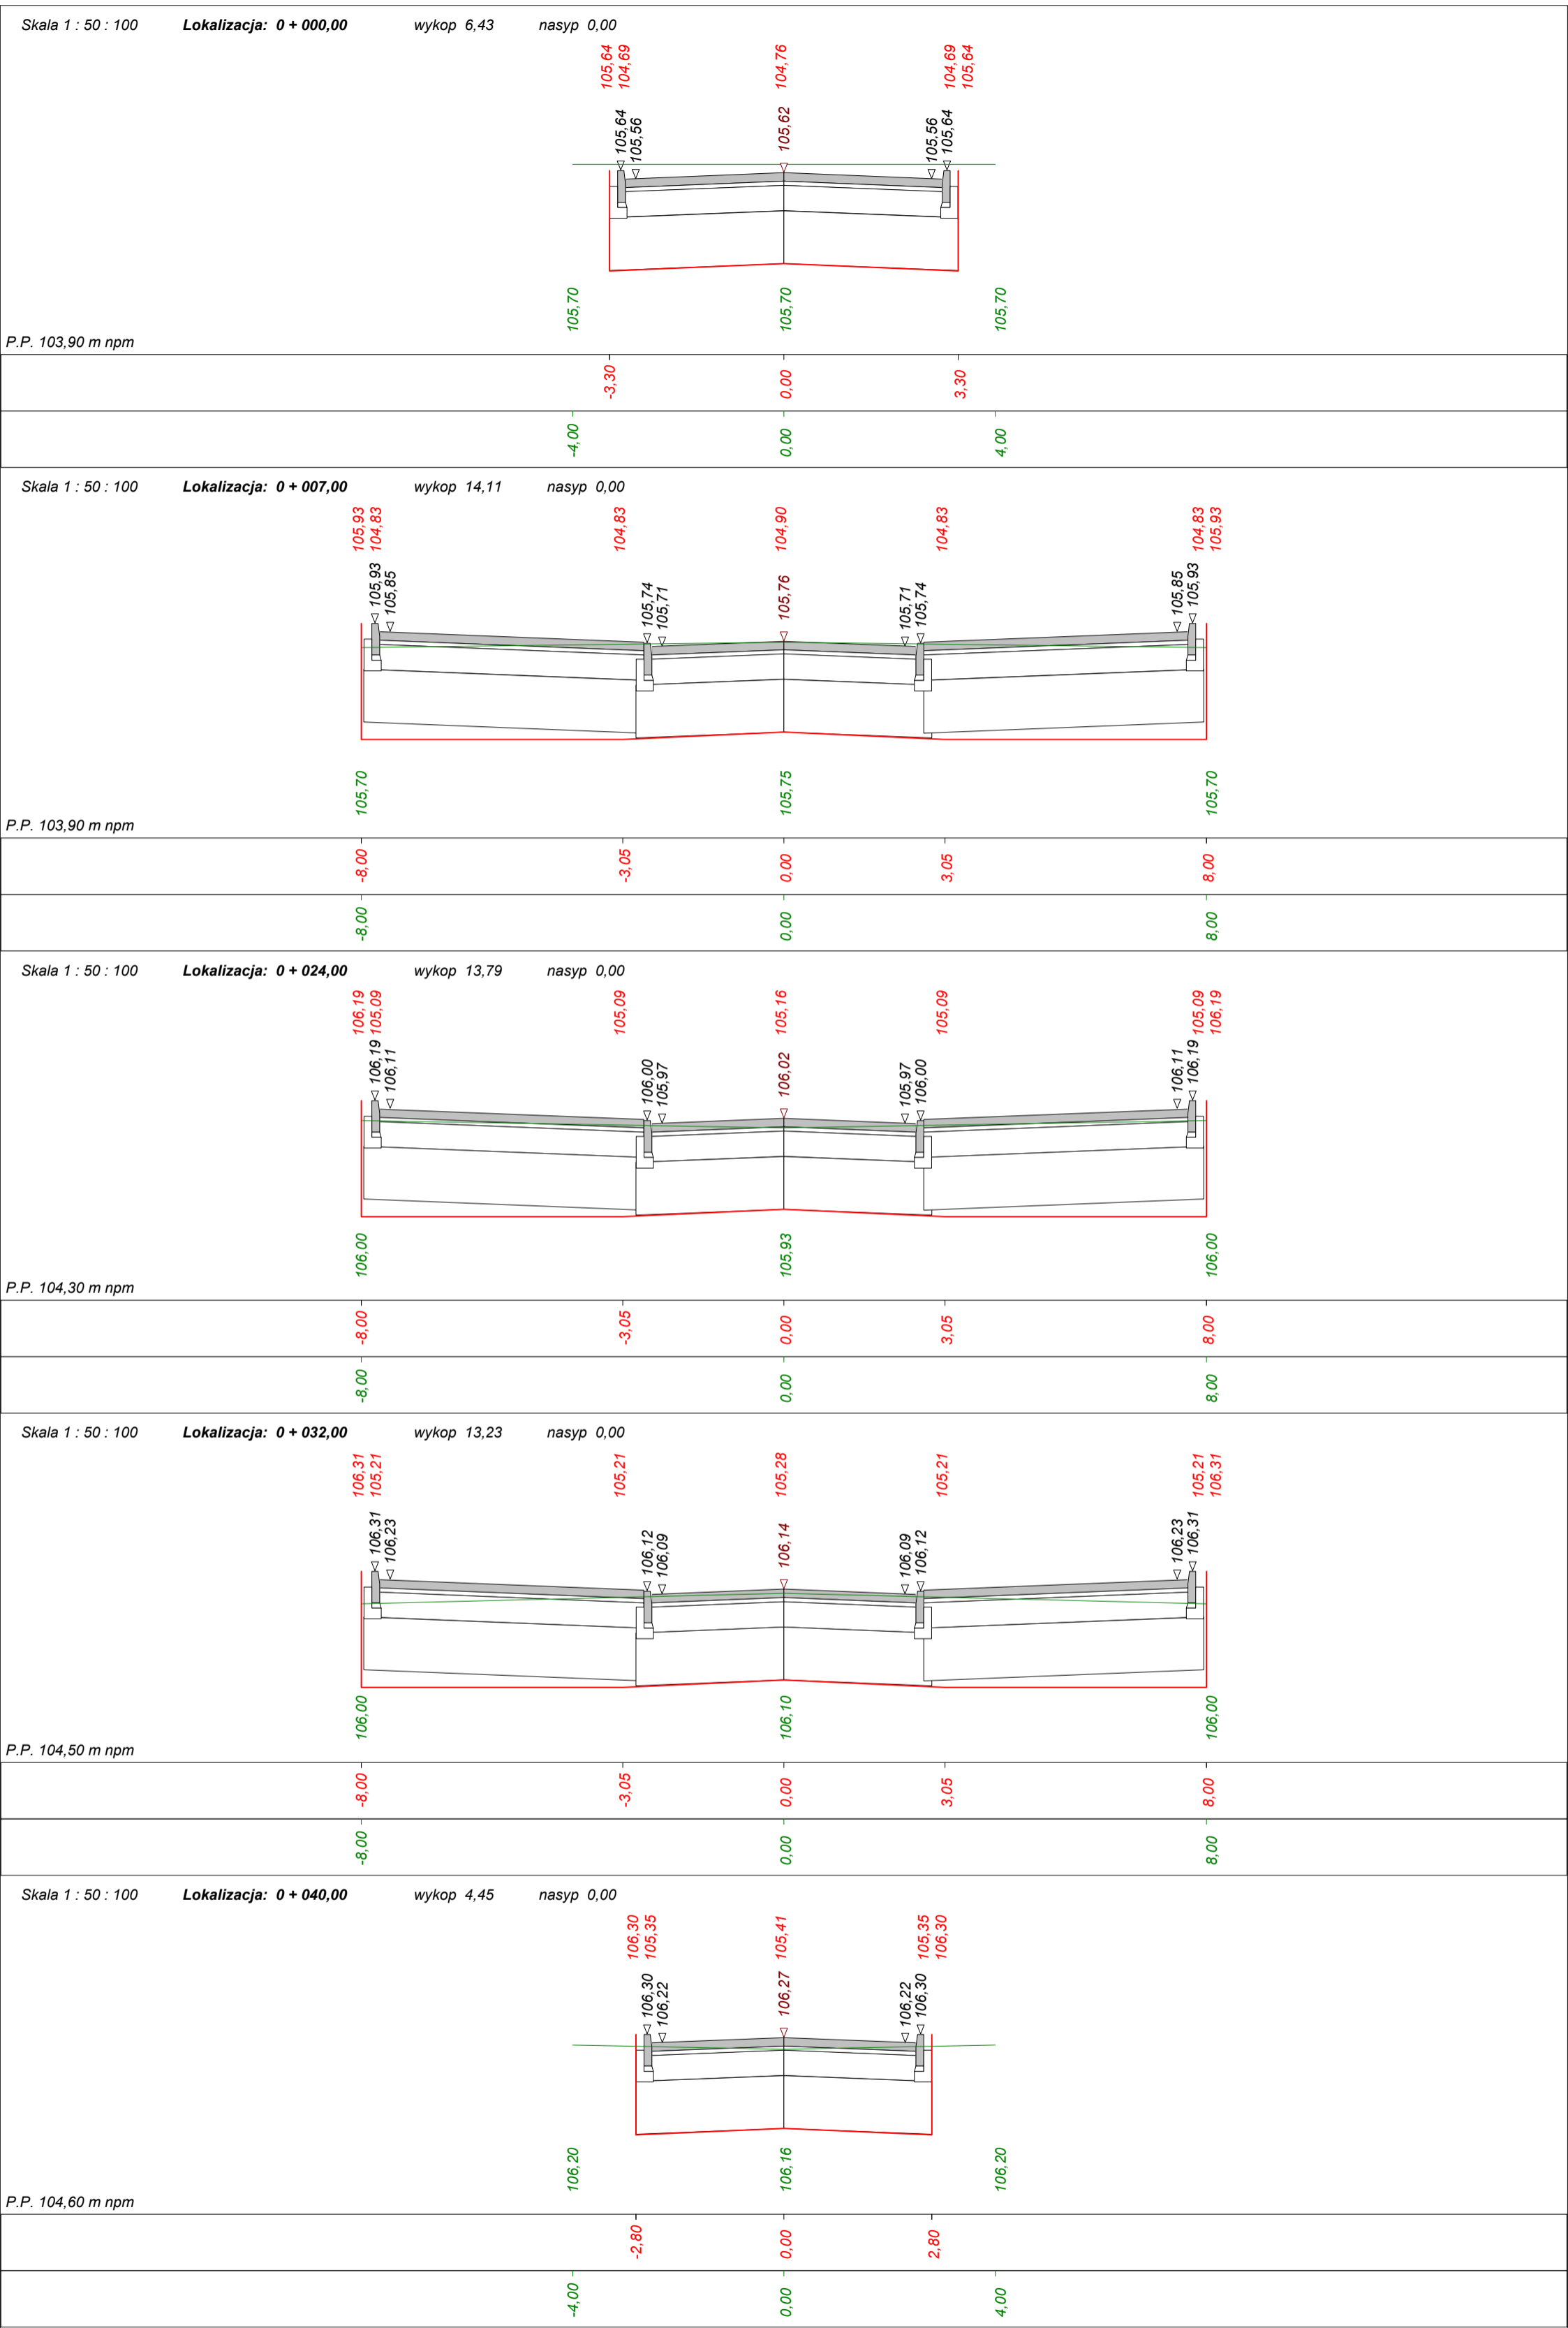 Skala 1 : 50 : 100 Lokalizacja: 0 + 000,00 wykop 6,43 nasyp 0,00
105,64 104,69 104,76 104,69 105,64
105,64 105,56 105,62 105,56 105,64
105,70 105,70 105,70
P.P. 103,90 m npm
-3,30 0,00 3,30
-4,00 0,00 4,00
Skala 1 : 50 : 100 Lokalizacja: 0 + 007,00 wykop 14,11 nasyp 0,00
105,93 104,83 104,83 104,90 104,83 104,83 105,93
105,93 105,85 105,74 105,71 105,76 105,71 105,74 105,85 105,93
105,70 105,75 105,70
P.P. 103,90 m npm
-8,00 -3,05 0,00 3,05 8,00
-8,00 0,00 8,00
Skala 1 : 50 : 100 Lokalizacja: 0 + 024,00 wykop 13,79 nasyp 0,00
106,19 105,09 105,09 105,16 105,09 105,09 106,19
106,19 106,11 106,00 105,97 106,02 105,97 106,00 106,11 106,19
106,00 105,93 106,00
P.P. 104,30 m npm
-8,00 -3,05 0,00 3,05 8,00
-8,00 0,00 8,00
Skala 1 : 50 : 100 Lokalizacja: 0 + 032,00 wykop 13,23 nasyp 0,00
106,31 105,21 105,21 105,28 105,21 105,21 106,31
106,31 106,23 106,12 106,09 106,14 106,09 106,12 106,23 106,31
106,00 106,10 106,00
P.P. 104,50 m npm
-8,00 -3,05 0,00 3,05 8,00
-8,00 0,00 8,00
Skala 1 : 50 : 100 Lokalizacja: 0 + 040,00 wykop 4,45 nasyp 0,00
106,30 105,35 105,41 105,35 106,30
106,30 106,22 106,27 106,22 106,30
106,20 106,16 106,20
P.P. 104,60 m npm
-2,80 0,00 2,80
-4,00 0,00 4,00